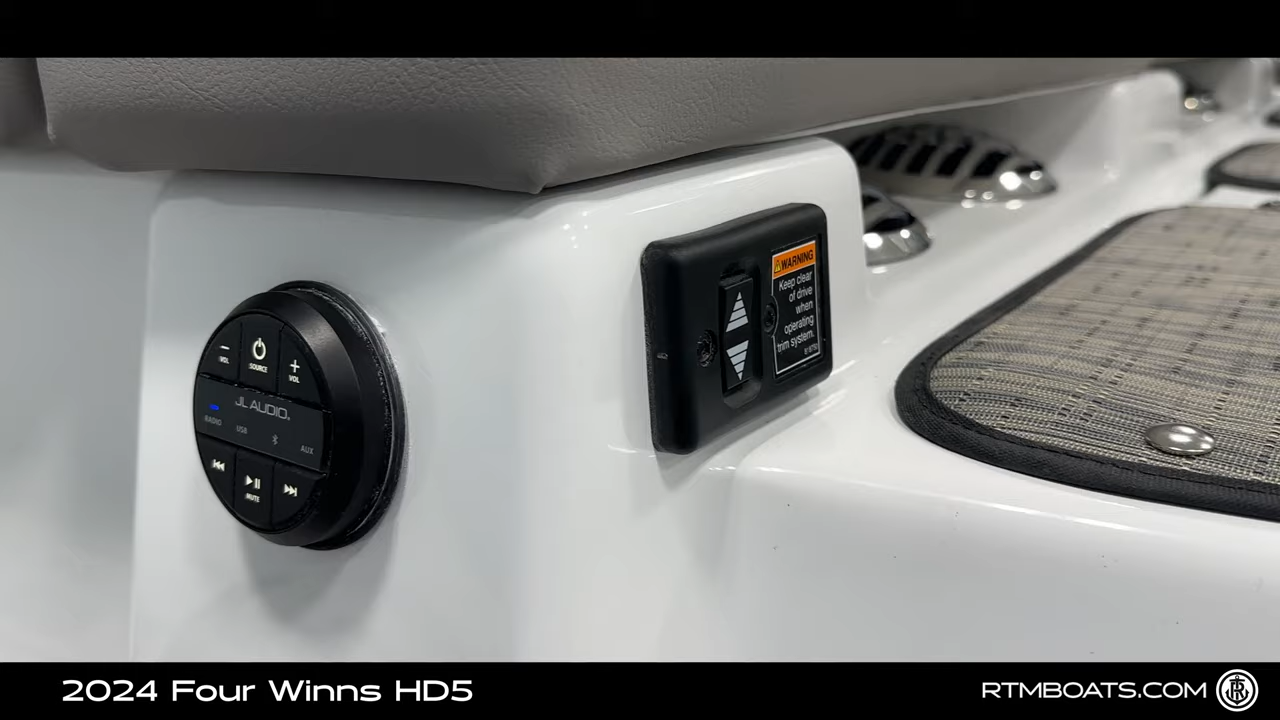 - VOL
SOURCE
+ VOL
JL AUDIO
RADIO USB AUX
MUTE
WARNING
Keep clear
of drive
when
operating
trim system.
2024 Four Winns HD5
RTMBOATS.COM